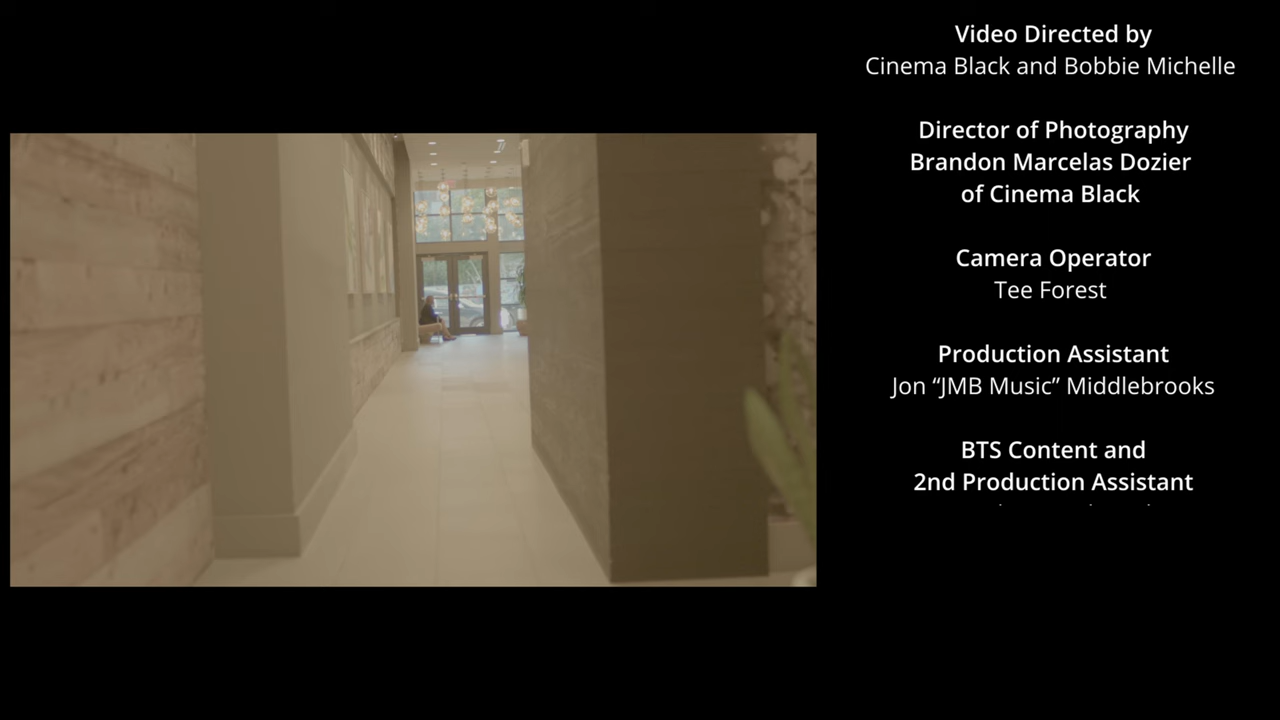 Video Directed by
Cinema Black and Bobbie Michelle
Director of Photography
Brandon Marcelas Dozier
of Cinema Black
Camera Operator
Tee Forest
Production Assistant
Jon “JMB Music” Middlebrooks
BTS Content and
2nd Production Assistant